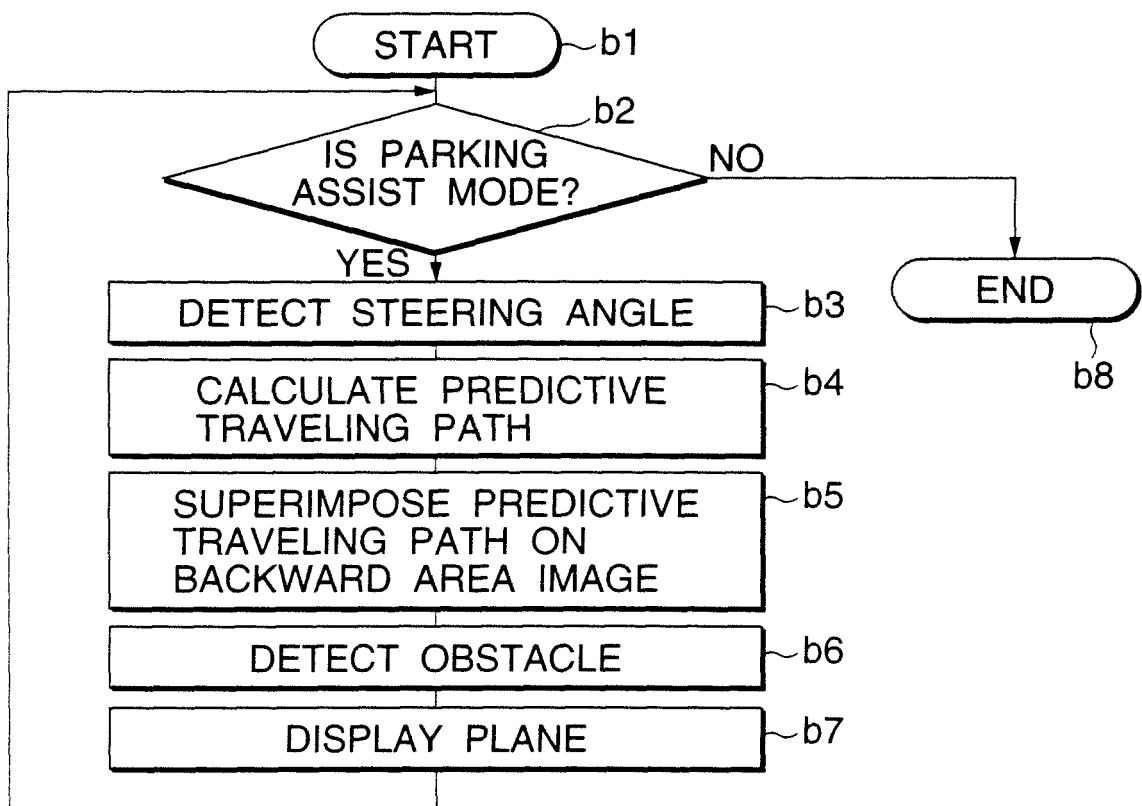 START
b1
b2
IS PARKING
ASSIST MODE?
NO
YES
END
b8
DETECT STEERING ANGLE
b3
CALCULATE PREDICTIVE
TRAVELING PATH
b4
SUPERIMPOSE PREDICTIVE
TRAVELING PATH ON
BACKWARD AREA IMAGE
b5
DETECT OBSTACLE
b6
DISPLAY PLANE
b7